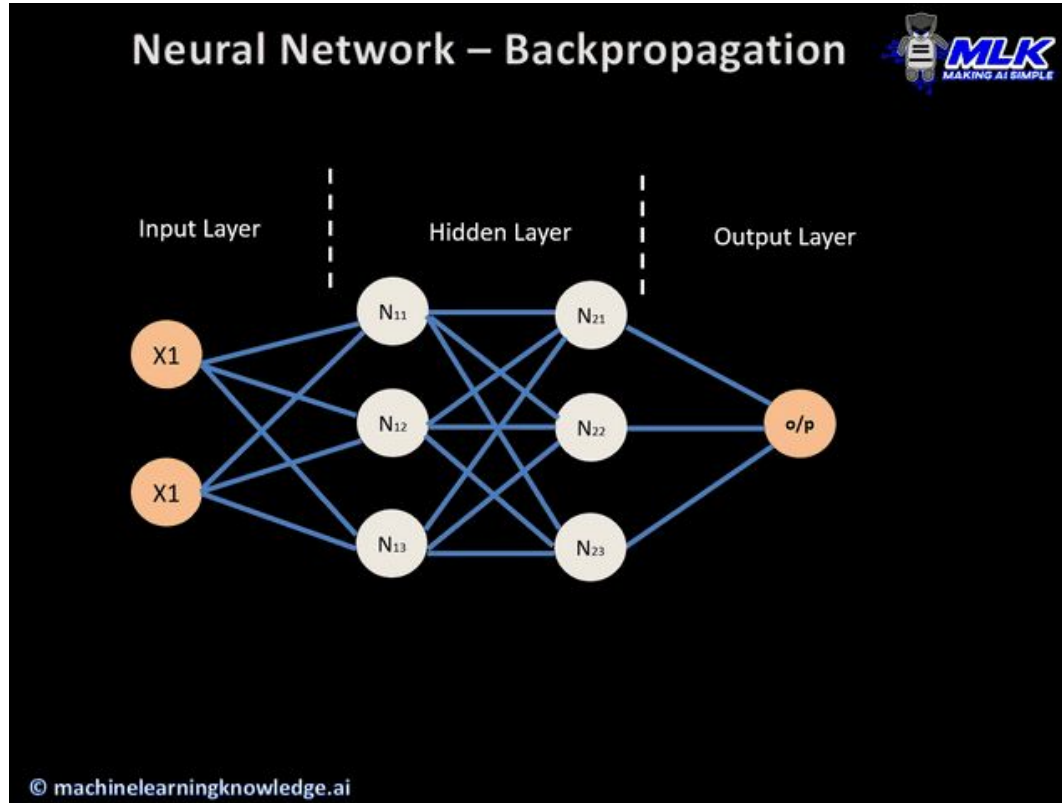 Neural Network – Backpropagation
MLK
MAKING AI SIMPLE
Input Layer
Hidden Layer
Output Layer
X1
X1
N11
N12
N13
N21
N22
N23
o/p
© machinelearningknowledge.ai